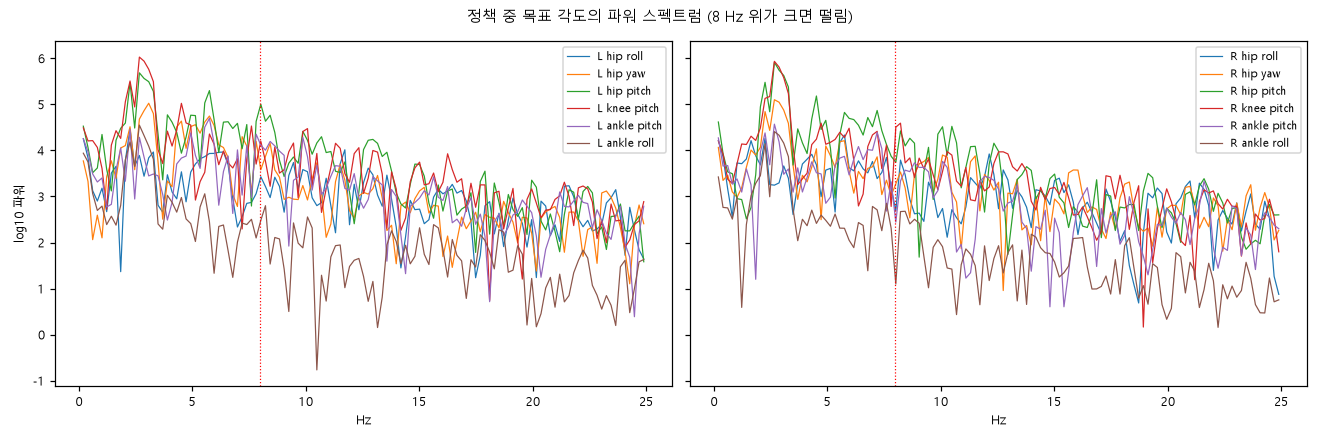 정책 중 목표 각도의 파워 스펙트럼 (8 Hz 위가 크면 떨림)
log10 파워
6
5
4
3
2
1
0
-1
L hip roll
L hip yaw
L hip pitch
L knee pitch
L ankle pitch
L ankle roll
0
5
10
15
20
25
Hz
R hip roll
R hip yaw
R hip pitch
R knee pitch
R ankle pitch
R ankle roll
0
5
10
15
20
25
Hz